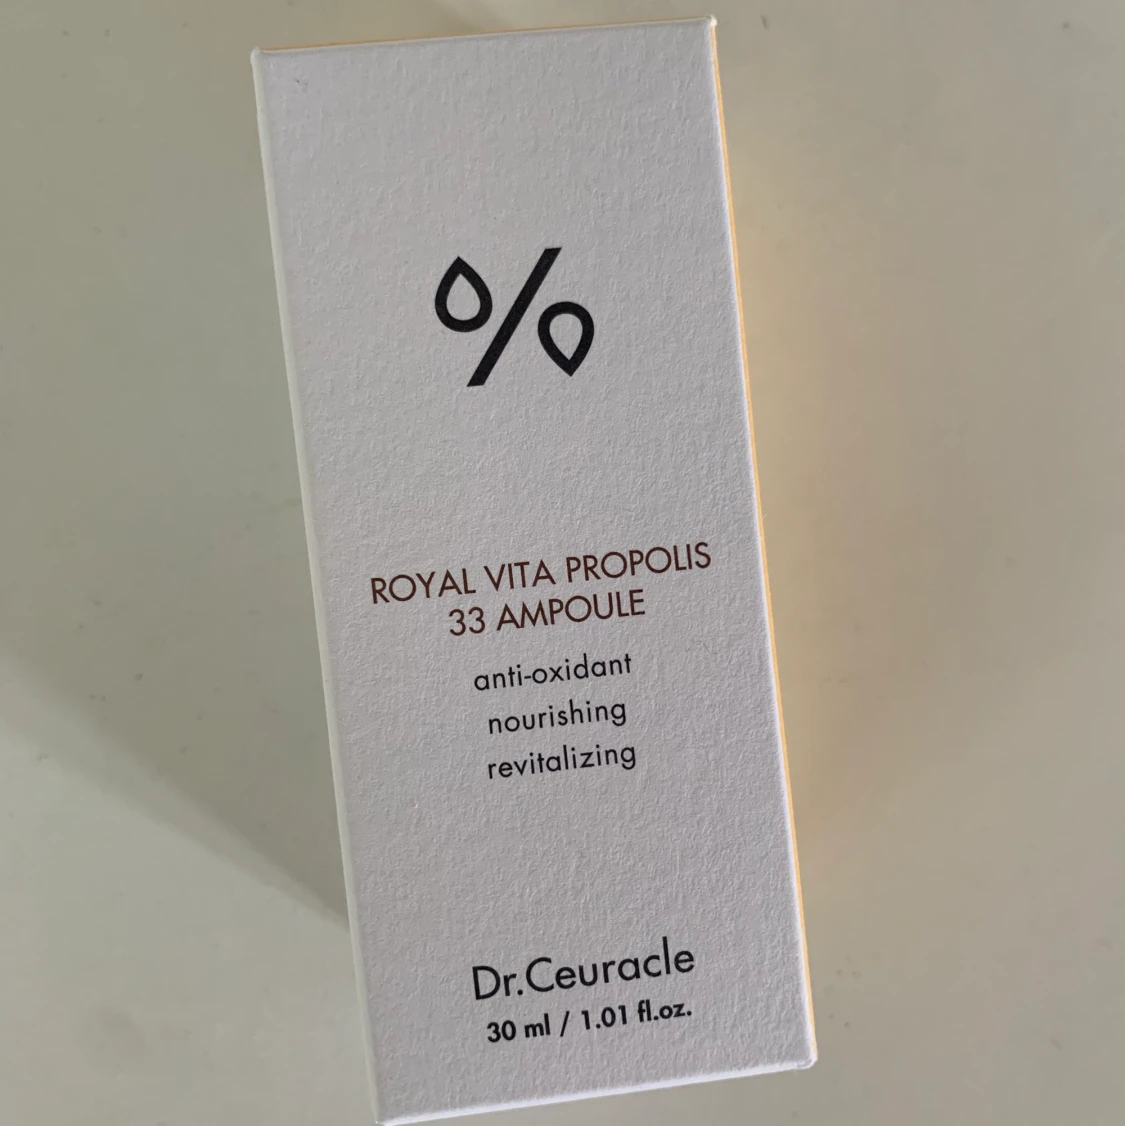 %
ROYAL VITA PROPOLIS
33 AMPOULE
anti-oxidant
nourishing
revitalizing
Dr.Ceuracle
30 ml / 1.01 fl.oz.